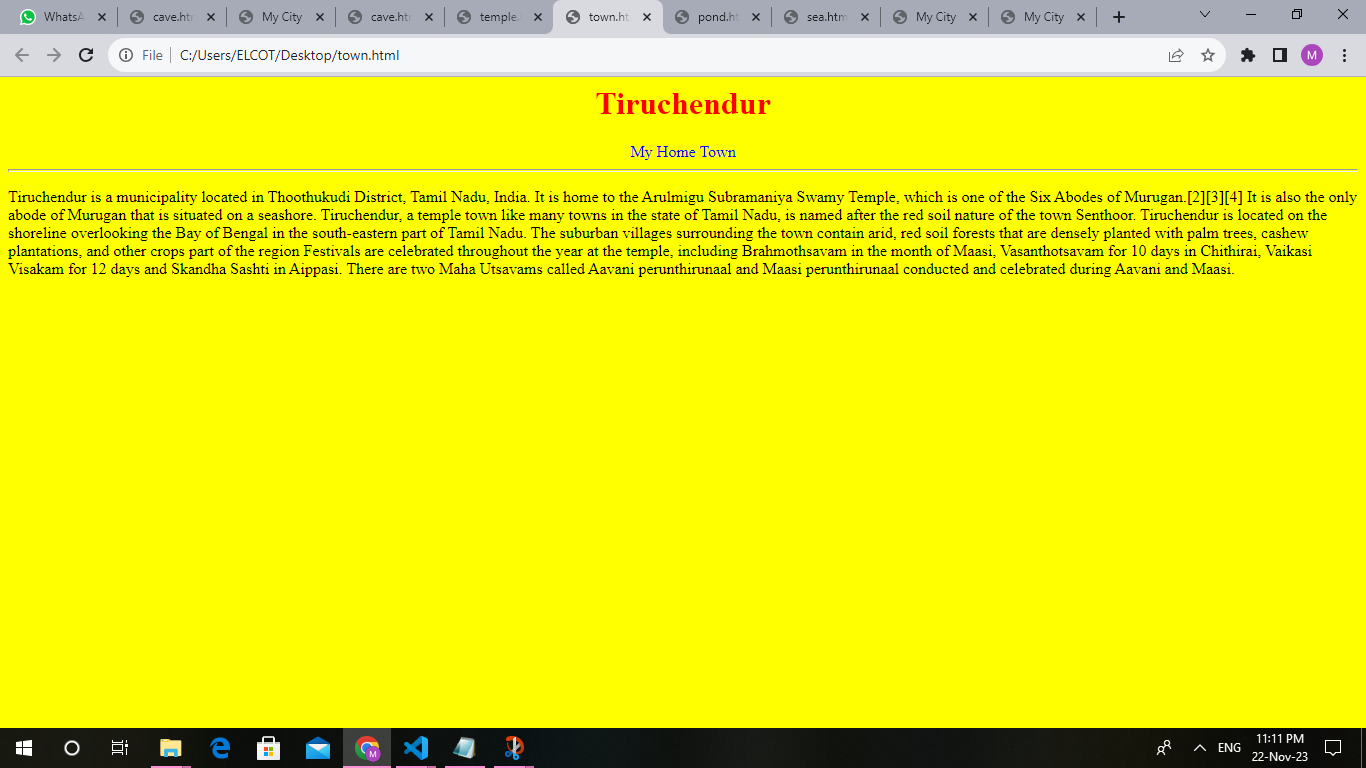 WhatsA
cave.htm
My City
cave.htm
temple.
town.ht
pond.ht
sea.htm
My City
My City
File
C:/Users/ELCOT/Desktop/town.html
M
Tiruchendur
My Home Town
Tiruchendur is a municipality located in Thoothukudi District, Tamil Nadu, India. It is home to the Arulmigu Subramaniya Swamy Temple, which is one of the Six Abodes of Murugan.[2][3][4] It is also the only
abode of Murugan that is situated on a seashore. Tiruchendur, a temple town like many towns in the state of Tamil Nadu, is named after the red soil nature of the town Senthoor. Tiruchendur is located on the
shoreline overlooking the Bay of Bengal in the south-eastern part of Tamil Nadu. The suburban villages surrounding the town contain arid, red soil forests that are densely planted with palm trees, cashew
plantations, and other crops part of the region Festivals are celebrated throughout the year at the temple, including Brahmothsavam in the month of Maasi, Vasanthotsavam for 10 days in Chithirai, Vaikasi
Visakam for 12 days and Skandha Sashti in Aippasi. There are two Maha Utsavams called Aavani perunthirunaal and Maasi perunthirunaal conducted and celebrated during Aavani and Maasi.
M
ENG
11:11 PM
22-Nov-23